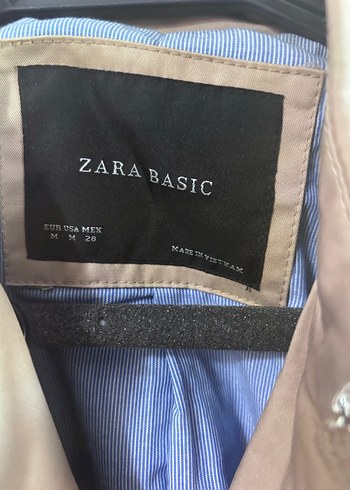 ZARA BASIC
EUR USA MEX
M M 28
MADE IN VIETNAM